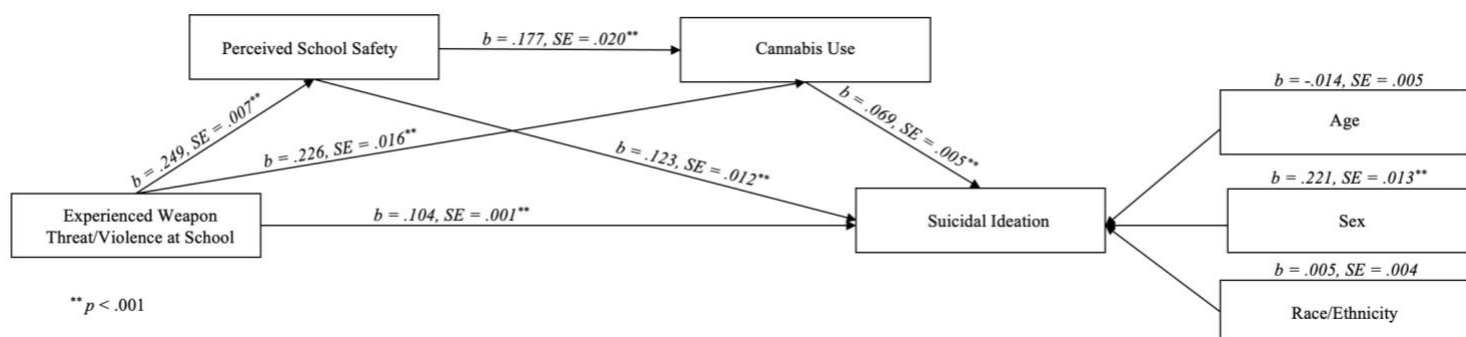 Perceived School Safety
b = .177, SE = .020**
Cannabis Use
b = .249, SE = .007**
b = .226, SE = .016**
b = .123, SE = .012**
b = .069, SE = .005**
Experienced Weapon
Threat/Violence at School
b = .104, SE = .001**
Suicidal Ideation
b = -.014, SE = .005
Age
b = .221, SE = .013**
Sex
b = .005, SE = .004
Race/Ethnicity
** p < .001